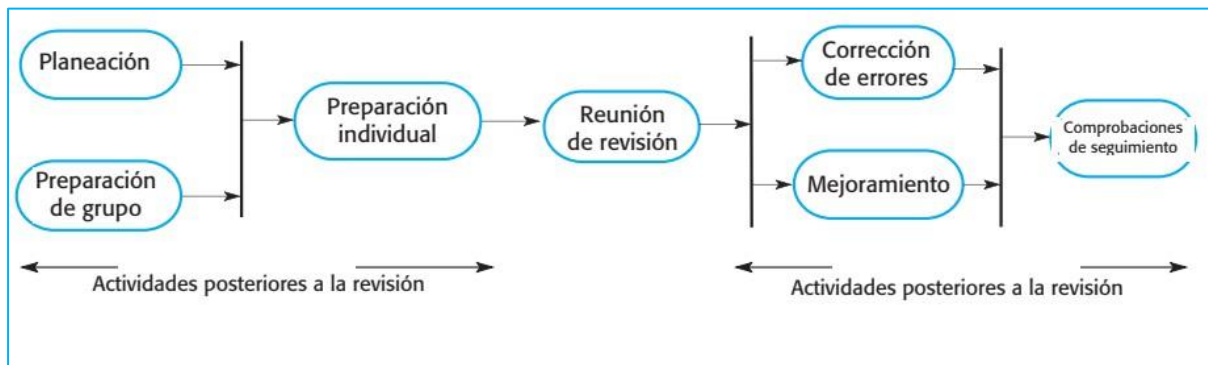 Planeación
Preparación
de grupo
Preparación
individual
Reunión
de revisión
Corrección
de errores
Mejoramiento
Comprobaciones
de seguimiento
Actividades posteriores a la revisión
Actividades posteriores a la revisión